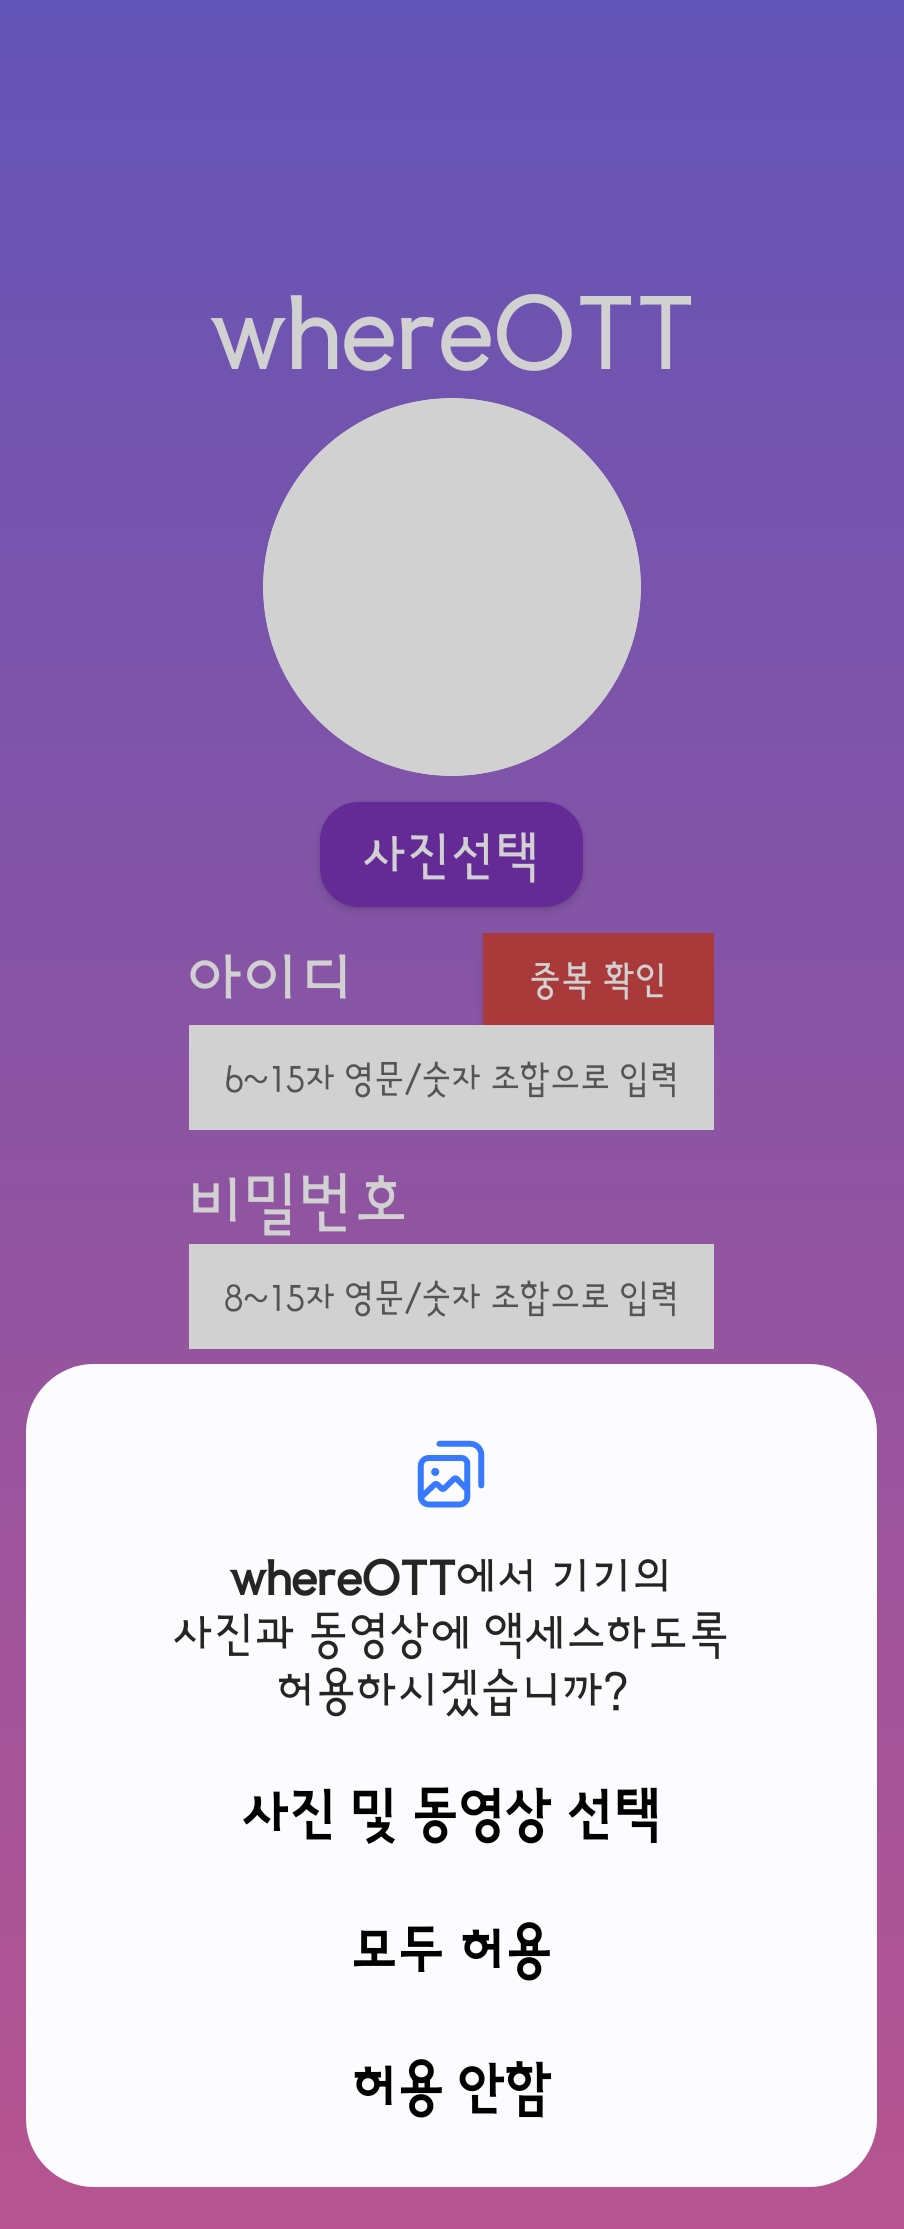 whereOTT
사진선택
아이디
중복 확인
6~15자 영문/숫자 조합으로 입력
비밀번호
8~15자 영문/숫자 조합으로 입력
whereOTT에서 기기의
사진과 동영상에 액세스하도록
허용하시겠습니까?
사진 및 동영상 선택
모두 허용
허용 안함